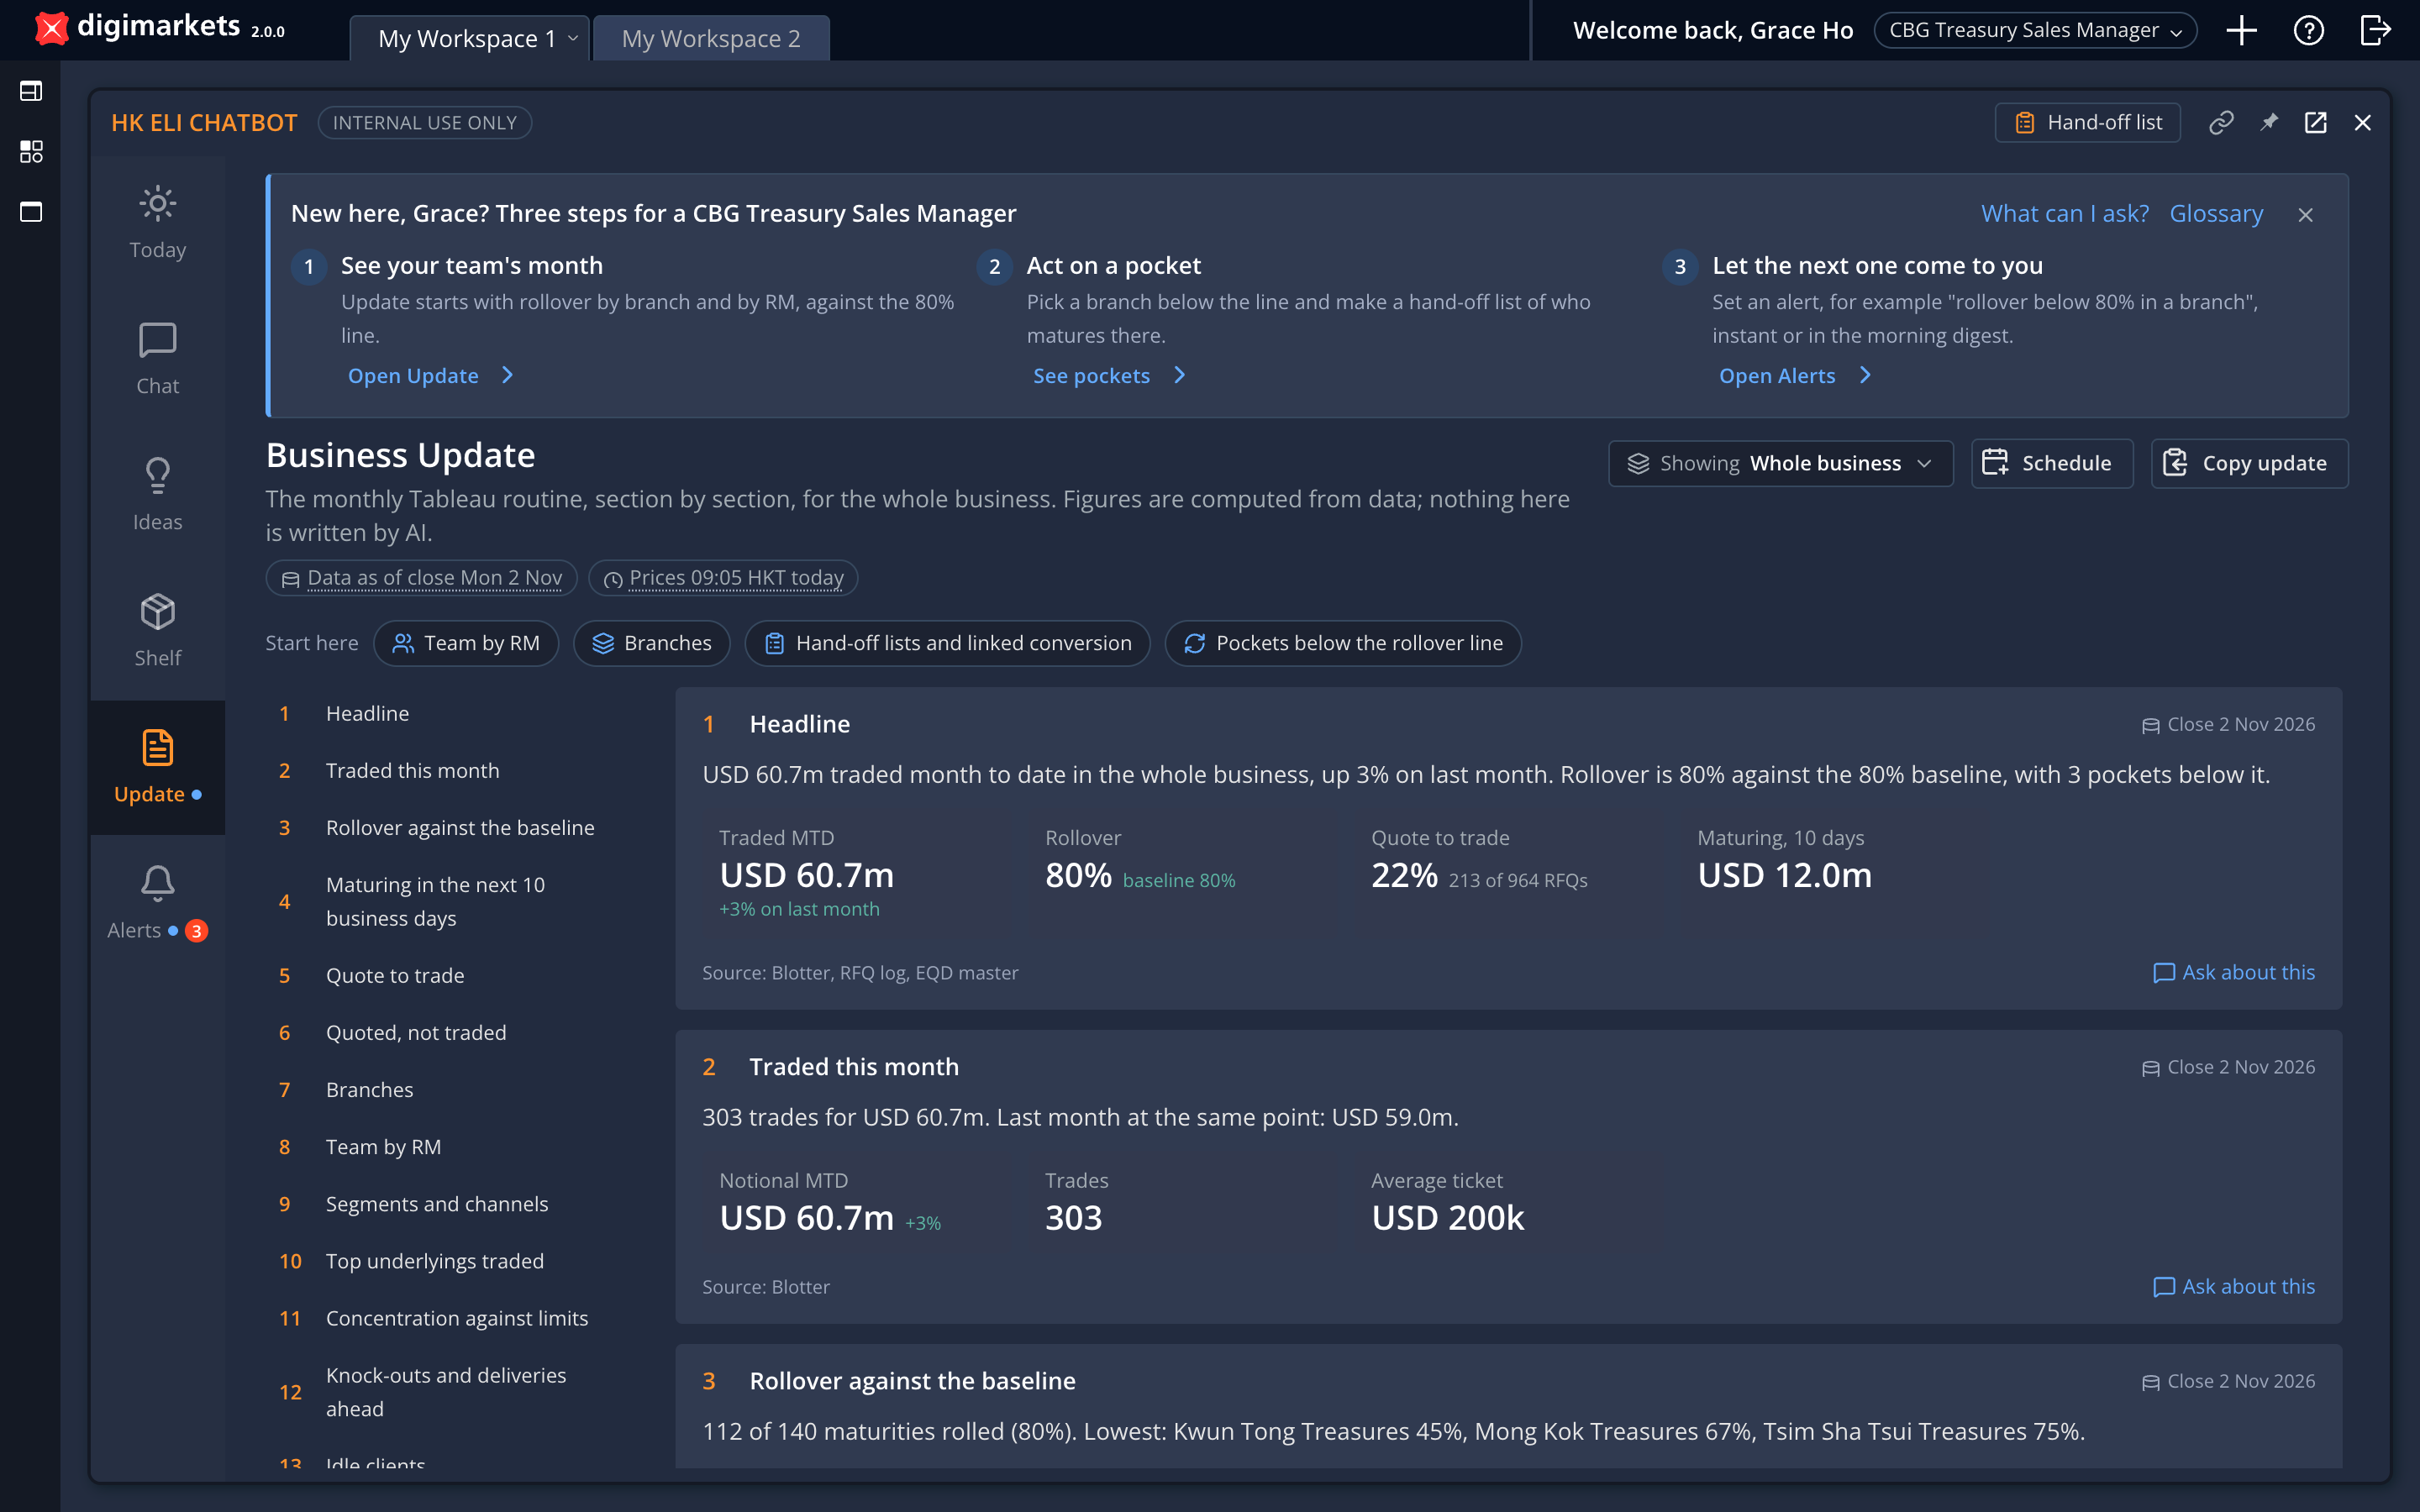 digimarkets 2.0.0
My Workspace 1
My Workspace 2
Welcome back, Grace Ho
CBG Treasury Sales Manager
HK ELI CHATBOT
INTERNAL USE ONLY
Hand-off list
Today
Chat
Ideas
Shelf
Update
Alerts 3
New here, Grace? Three steps for a CBG Treasury Sales Manager
What can I ask?
Glossary
1
See your team's month
Update starts with rollover by branch and by RM, against the 80%
line.
Open Update
2
Act on a pocket
Pick a branch below the line and make a hand-off list of who
matures there.
See pockets
3
Let the next one come to you
Set an alert, for example "rollover below 80% in a branch",
instant or in the morning digest.
Open Alerts
Business Update
The monthly Tableau routine, section by section, for the whole business. Figures are computed from data; nothing here
is written by AI.
Showing Whole business
Schedule
Copy update
Data as of close Mon 2 Nov
Prices 09:05 HKT today
Start here
Team by RM
Branches
Hand-off lists and linked conversion
Pockets below the rollover line
1 Headline
2 Traded this month
3 Rollover against the baseline
4 Maturing in the next 10
business days
5 Quote to trade
6 Quoted, not traded
7 Branches
8 Team by RM
9 Segments and channels
10 Top underlyings traded
11 Concentration against limits
12 Knock-outs and deliveries
ahead
13 Idle clients
1 Headline
Close 2 Nov 2026
USD 60.7m traded month to date in the whole business, up 3% on last month. Rollover is 80% against the 80% baseline, with 3 pockets below it.
Traded MTD
USD 60.7m
+3% on last month
Rollover
80% baseline 80%
Quote to trade
22% 213 of 964 RFQs
Maturing, 10 days
USD 12.0m
Source: Blotter, RFQ log, EQD master
Ask about this
2 Traded this month
Close 2 Nov 2026
303 trades for USD 60.7m. Last month at the same point: USD 59.0m.
Notional MTD
USD 60.7m +3%
Trades
303
Average ticket
USD 200k
Source: Blotter
Ask about this
3 Rollover against the baseline
Close 2 Nov 2026
112 of 140 maturities rolled (80%). Lowest: Kwun Tong Treasures 45%, Mong Kok Treasures 67%, Tsim Sha Tsui Treasures 75%.